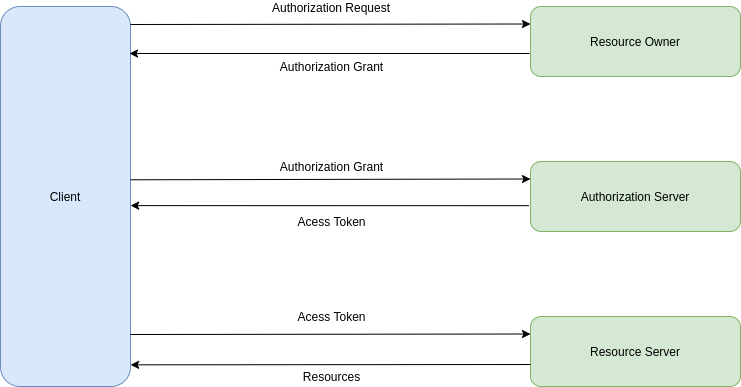 Authorization Request
Resource Owner
Authorization Grant
Authorization Grant
Client
Authorization Server
Acess Token
Acess Token
Resource Server
Resources